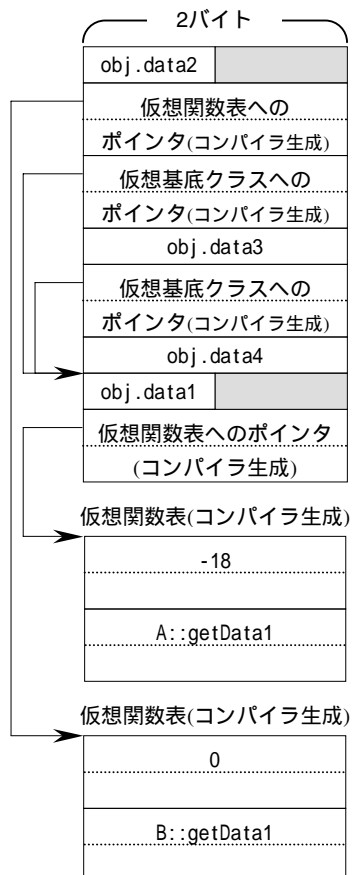 2バイト
obj.data2
仮想関数表への
ポインタ(コンパイラ生成)
仮想基底クラスへの
ポインタ(コンパイラ生成)
obj.data3
仮想基底クラスへの
ポインタ(コンパイラ生成)
obj.data4
obj.data1
仮想関数表へのポインタ
(コンパイラ生成)
仮想関数表(コンパイラ生成)
-18
A::getData1
仮想関数表(コンパイラ生成)
0
B::getData1